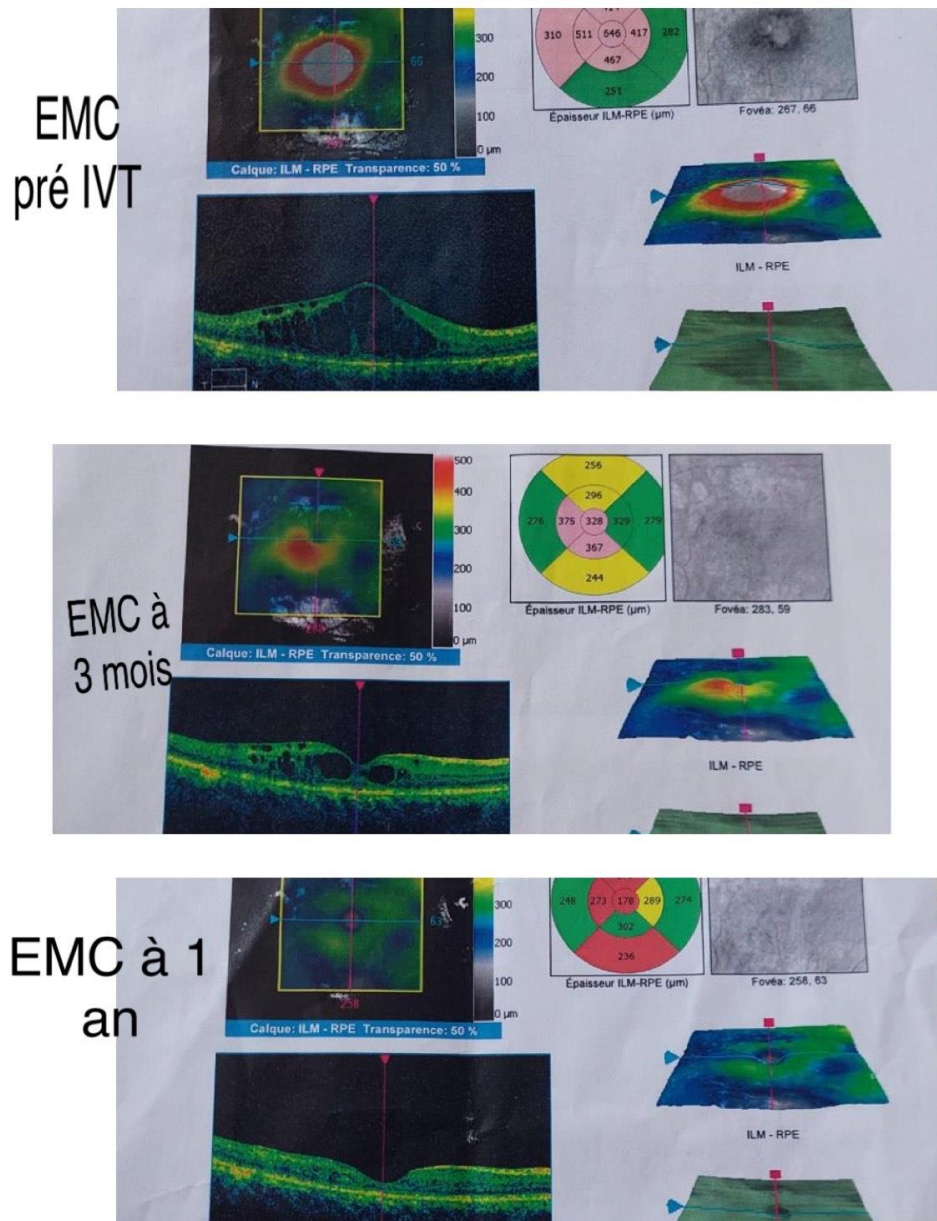 EMC
pré IVT
300
200
100
0 µm
66
Calque: ILM - RPE Transparence: 50 %
310 511 646 417 282
467
251
Épaisseur ILM-RPE (µm)
Fovéa: 267, 66
ILM - RPE
T N
EMC à
3 mois
500
400
300
200
100
0 µm
Calque: ILM - RPE Transparence: 50 %
256
296
276 375 328 329 279
367
244
Épaisseur ILM-RPE (µm)
Fovéa: 283, 59
ILM - RPE
EMC à 1
an
300
200
100
0 µm
63
258
Calque: ILM - RPE Transparence: 50 %
248 273 178 289 274
302
236
Épaisseur ILM-RPE (µm)
Fovéa: 258, 63
ILM - RPE